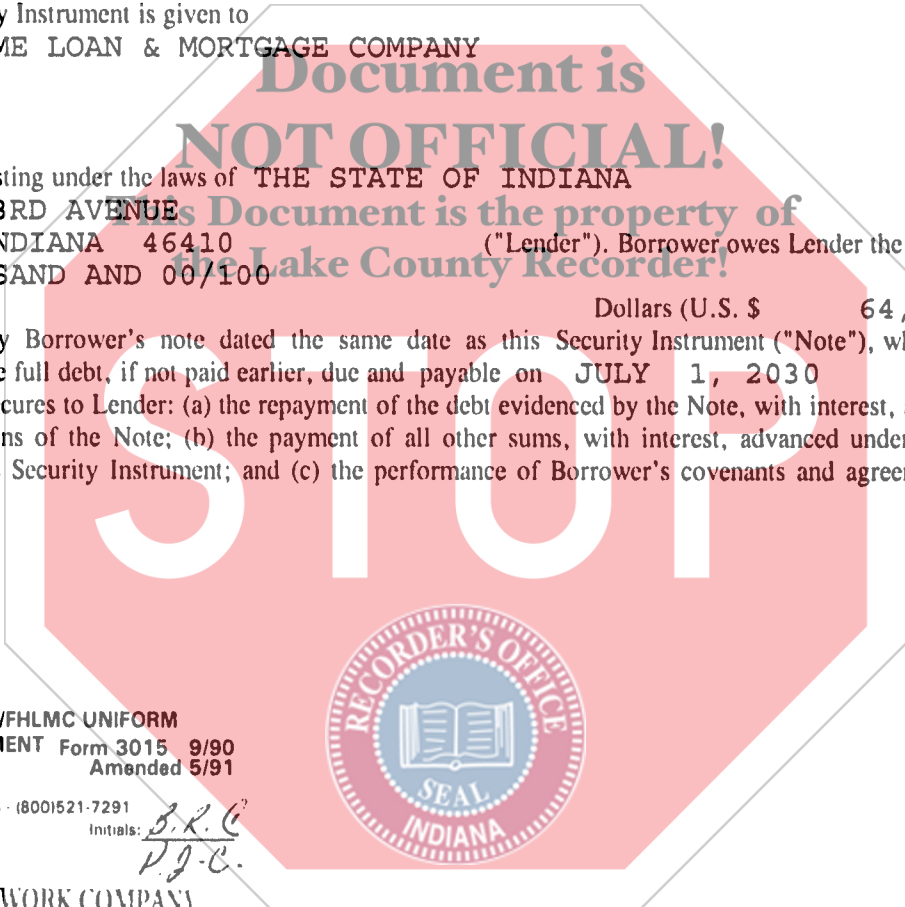 y Instrument is given to
ME LOAN & MORTGAGE COMPANY
Document is
NOT OFFICIAL!
sting under the laws of THE STATE OF INDIANA
3RD AVENUE
This Document is the property of
NDIANA 46410 ("Lender"). Borrower owes Lender the
the Lake County Recorder!
SAND AND 00/100
Dollars (U.S. $ 64,
y Borrower's note dated the same date as this Security Instrument ("Note"), wh
e full debt, if not paid earlier, due and payable on JULY 1, 2030
cures to Lender: (a) the repayment of the debt evidenced by the Note, with interest,
ns of the Note; (b) the payment of all other sums, with interest, advanced under
s Security Instrument; and (c) the performance of Borrower's covenants and agreer
STOP
RECORDER'S OFFICE
SEAL
INDIANA
/FHLMC UNIFORM
MENT Form 3015 9/90
Amended 5/91
- (800)521-7291
Initials: B.R.C
P.J.C.
WORK COMPANY